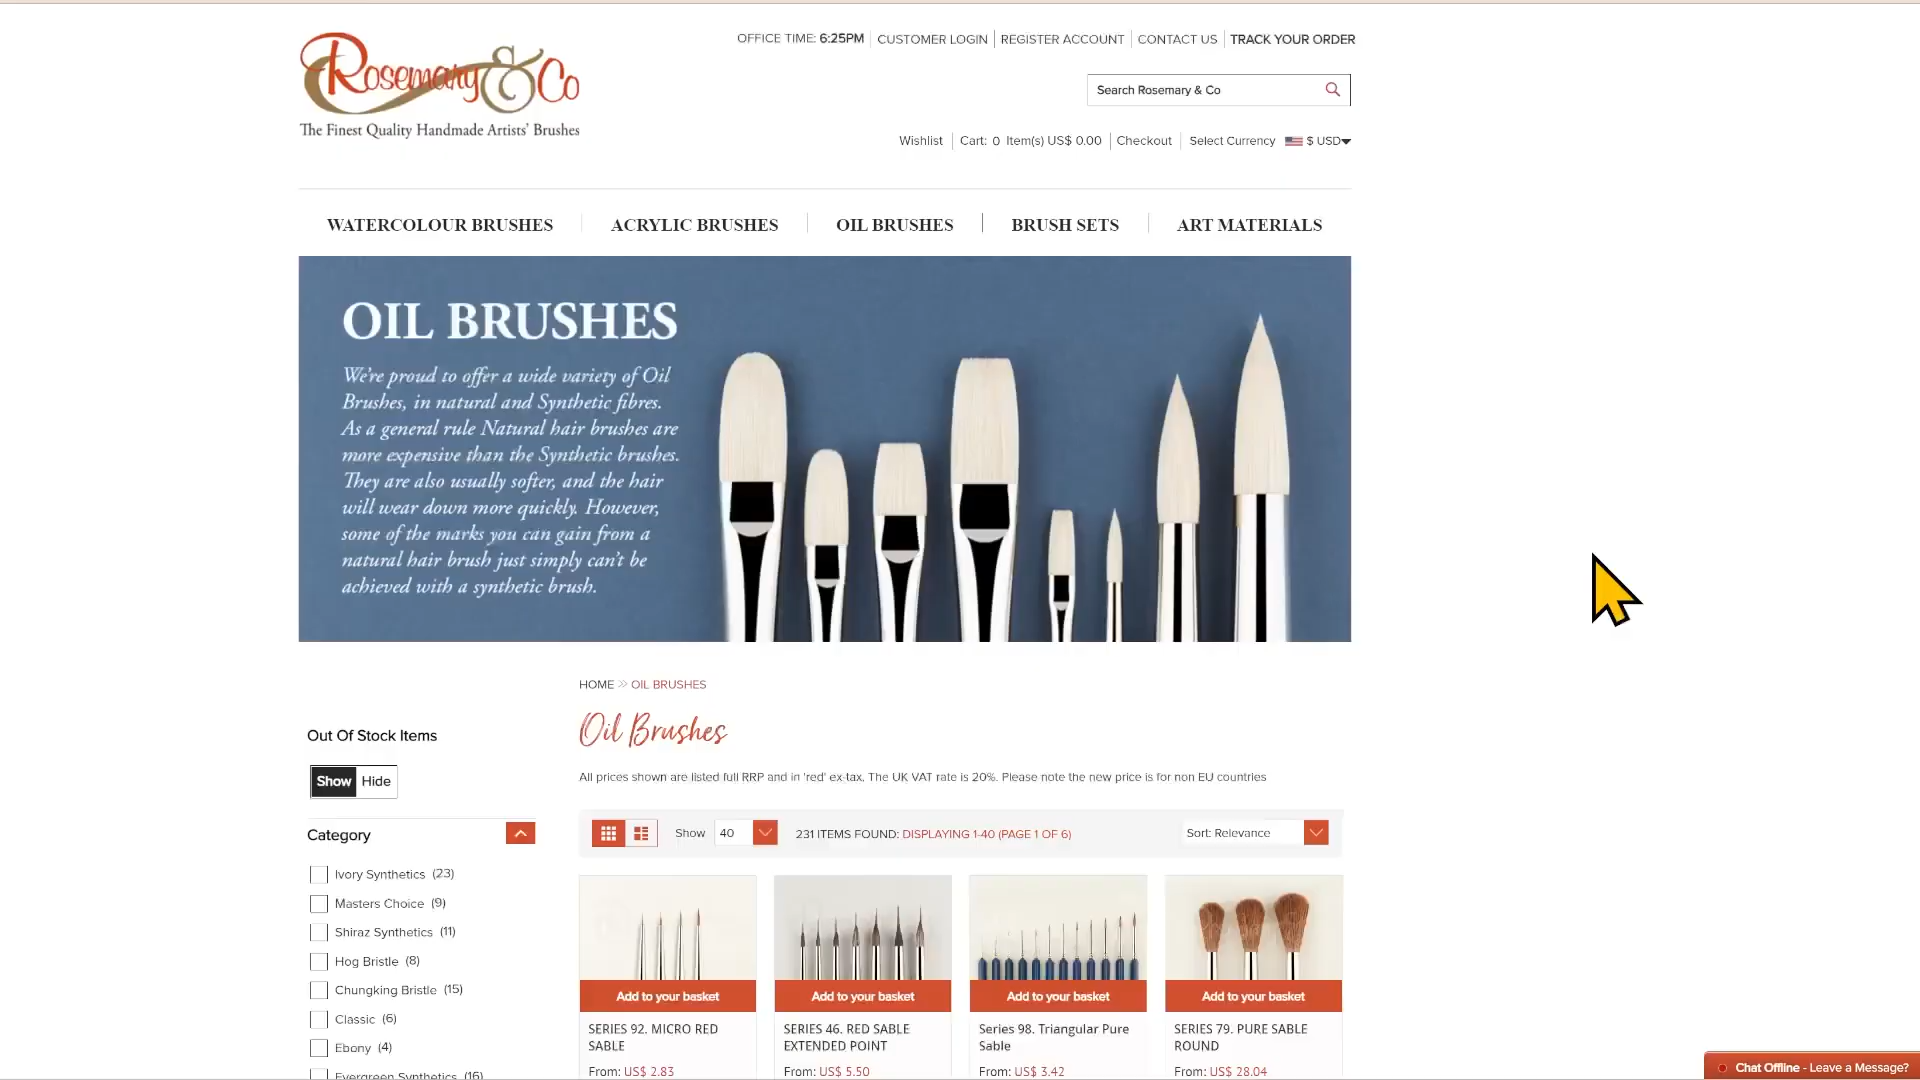 OFFICE TIME: 6:25PM CUSTOMER LOGIN REGISTER ACCOUNT CONTACT US TRACK YOUR ORDER
Rosemary & Co
The Finest Quality Handmade Artists' Brushes
Search Rosemary & Co
Wishlist Cart: 0 Item(s) US$ 0.00 Checkout Select Currency $ USD
WATERCOLOUR BRUSHES ACRYLIC BRUSHES OIL BRUSHES BRUSH SETS ART MATERIALS
OIL BRUSHES
We're proud to offer a wide variety of Oil
Brushes, in natural and Synthetic fibres.
As a general rule Natural hair brushes are
more expensive than the Synthetic brushes.
They are also usually softer, and the hair
will wear down more quickly. However,
some of the marks you can gain from a
natural hair brush just simply can't be
achieved with a synthetic brush.
HOME >> OIL BRUSHES
Oil Brushes
All prices shown are listed full RRP and in 'red' ex-tax. The UK VAT rate is 20%. Please note the new price is for non EU countries
Out Of Stock Items
Show Hide
Category
Ivory Synthetics (23)
Masters Choice (9)
Shiraz Synthetics (11)
Hog Bristle (8)
Chungking Bristle (15)
Classic (6)
Ebony (4)
Evergreen Synthetics (16)
Show 40 231 ITEMS FOUND: DISPLAYING 1-40 (PAGE 1 OF 6) Sort: Relevance
Add to your basket
SERIES 92. MICRO RED
SABLE
From: US$ 2.83
Add to your basket
SERIES 46. RED SABLE
EXTENDED POINT
From: US$ 5.50
Add to your basket
Series 98. Triangular Pure
Sable
From: US$ 3.42
Add to your basket
SERIES 79. PURE SABLE
ROUND
From: US$ 28.04
Chat Offline - Leave a Message?